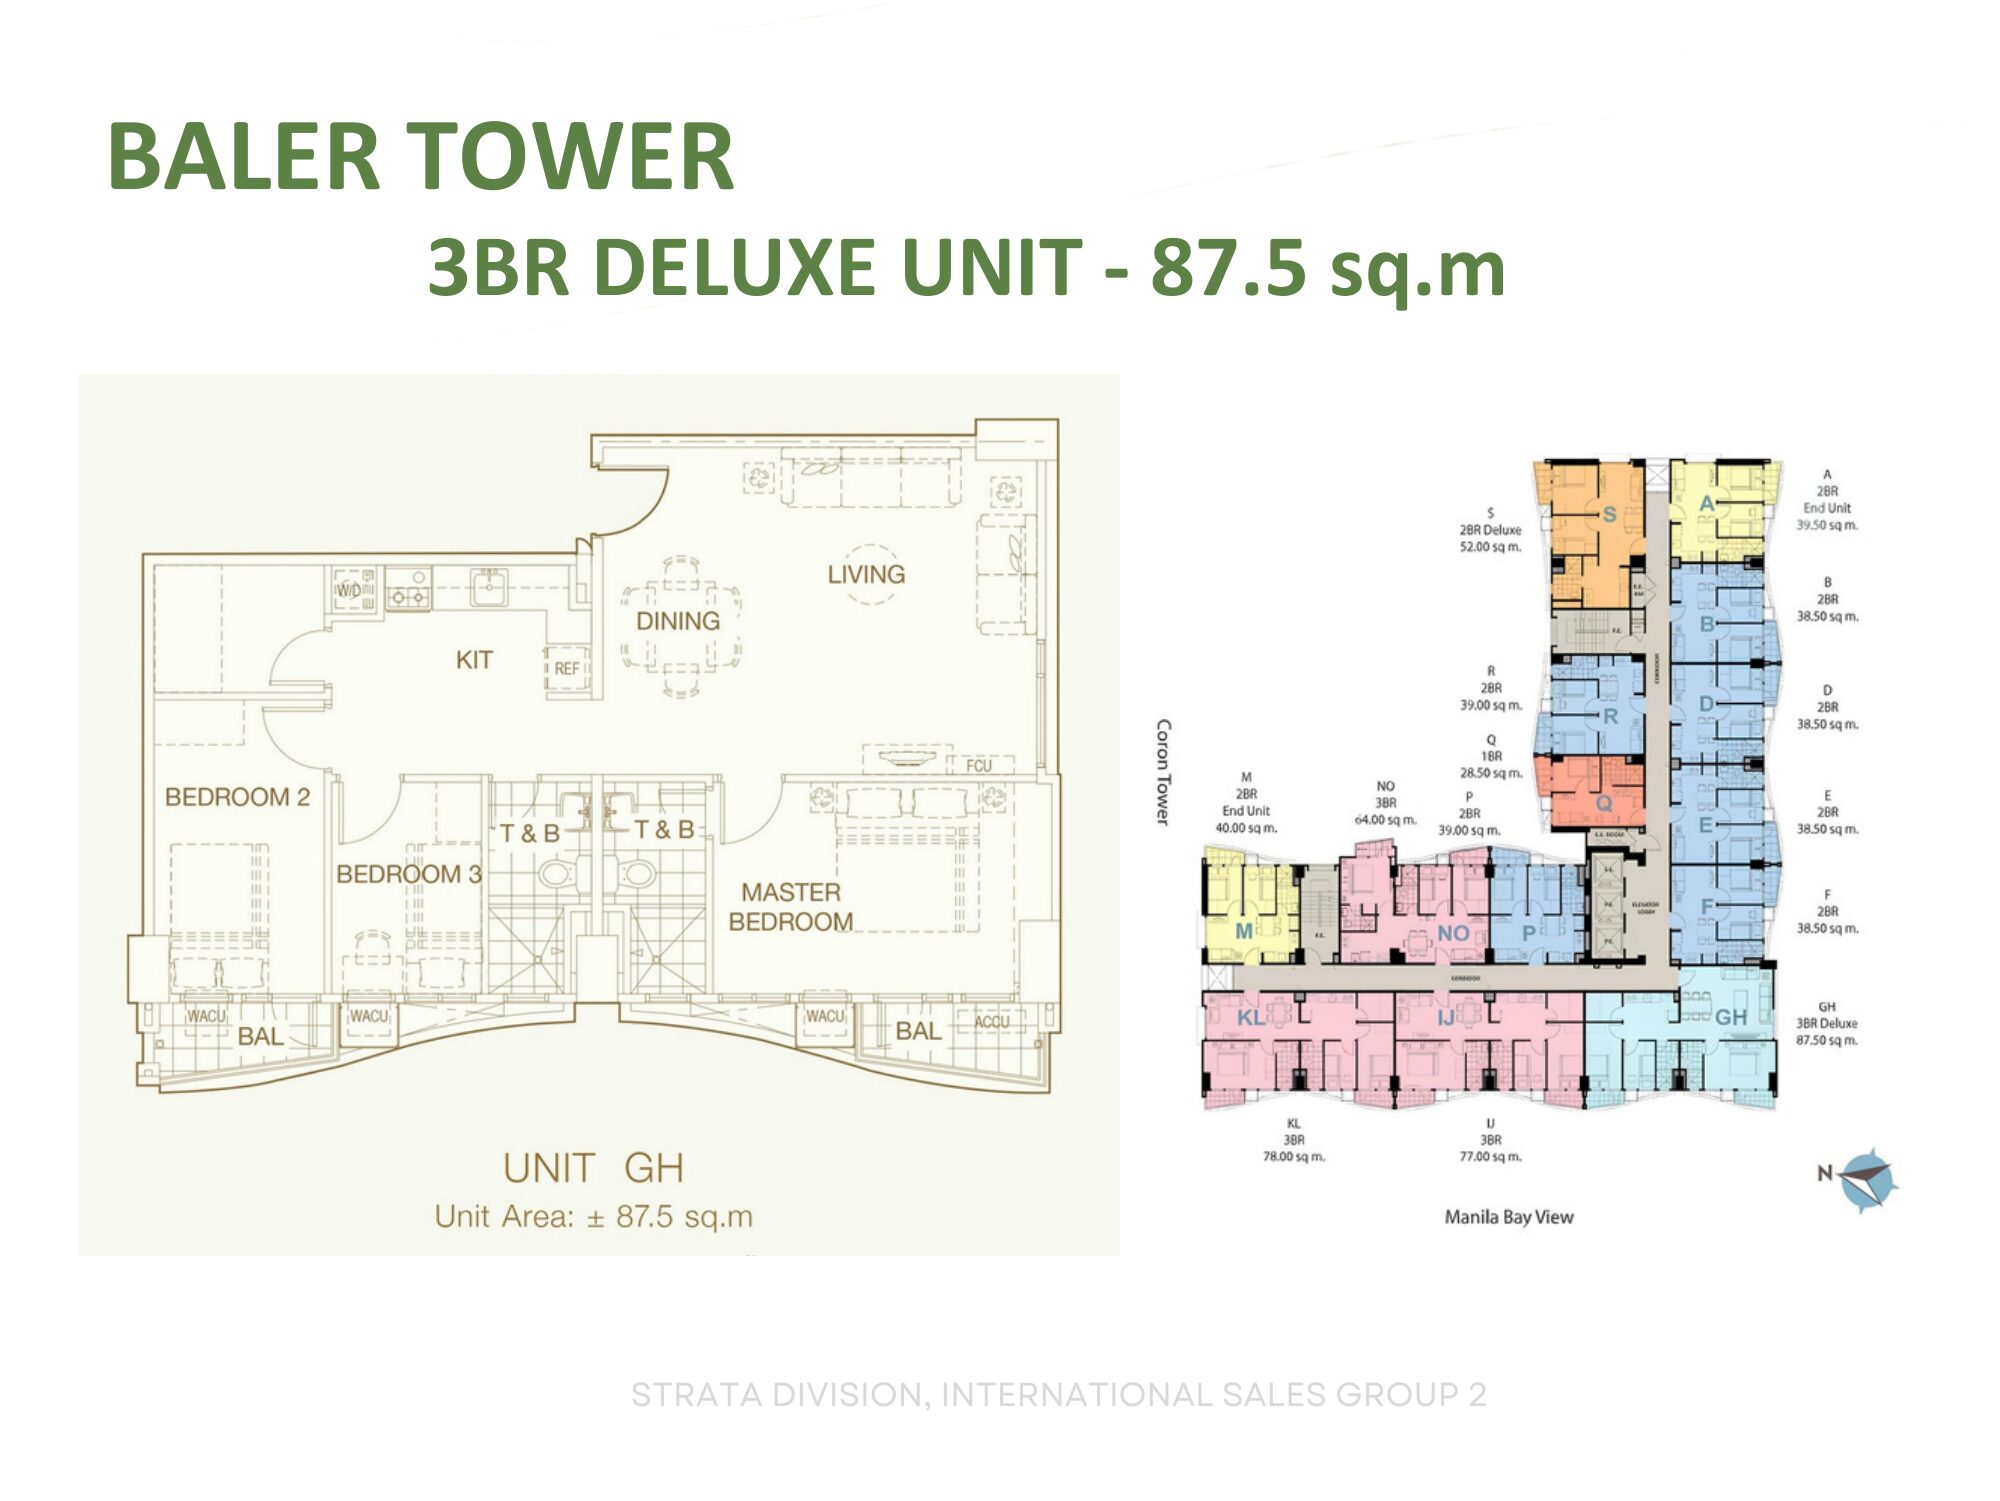 BALER TOWER
3BR DELUXE UNIT - 87.5 sq.m
LIVING
DINING
W/D
KIT
REF
FCU
BEDROOM 2
T & B
T & B
BEDROOM 3
MASTER
BEDROOM
WACU
BAL
WACU
WACU
BAL
ACCU
UNIT GH
Unit Area: ± 87.5 sq.m
S
2BR Deluxe
52.00 sq m.
S
A
A
2BR
End Unit
39.50 sq m.
B
B
2BR
38.50 sq m.
R
2BR
39.00 sq m.
R
D
D
2BR
38.50 sq m.
Q
1BR
28.50 sq m.
Q
CORRIDOR
F.E.
E
E
2BR
38.50 sq m.
Coron Tower
M
2BR
End Unit
40.00 sq m.
NO
3BR
64.00 sq m.
P
2BR
39.00 sq m.
M
F.E.
NO
P
ELEVATOR
LOBBY
F
F
2BR
38.50 sq m.
CORRIDOR
KL
IJ
GH
GH
3BR Deluxe
87.50 sq m.
KL
3BR
78.00 sq m.
IJ
3BR
77.00 sq m.
N
Manila Bay View
STRATA DIVISION, INTERNATIONAL SALES GROUP 2